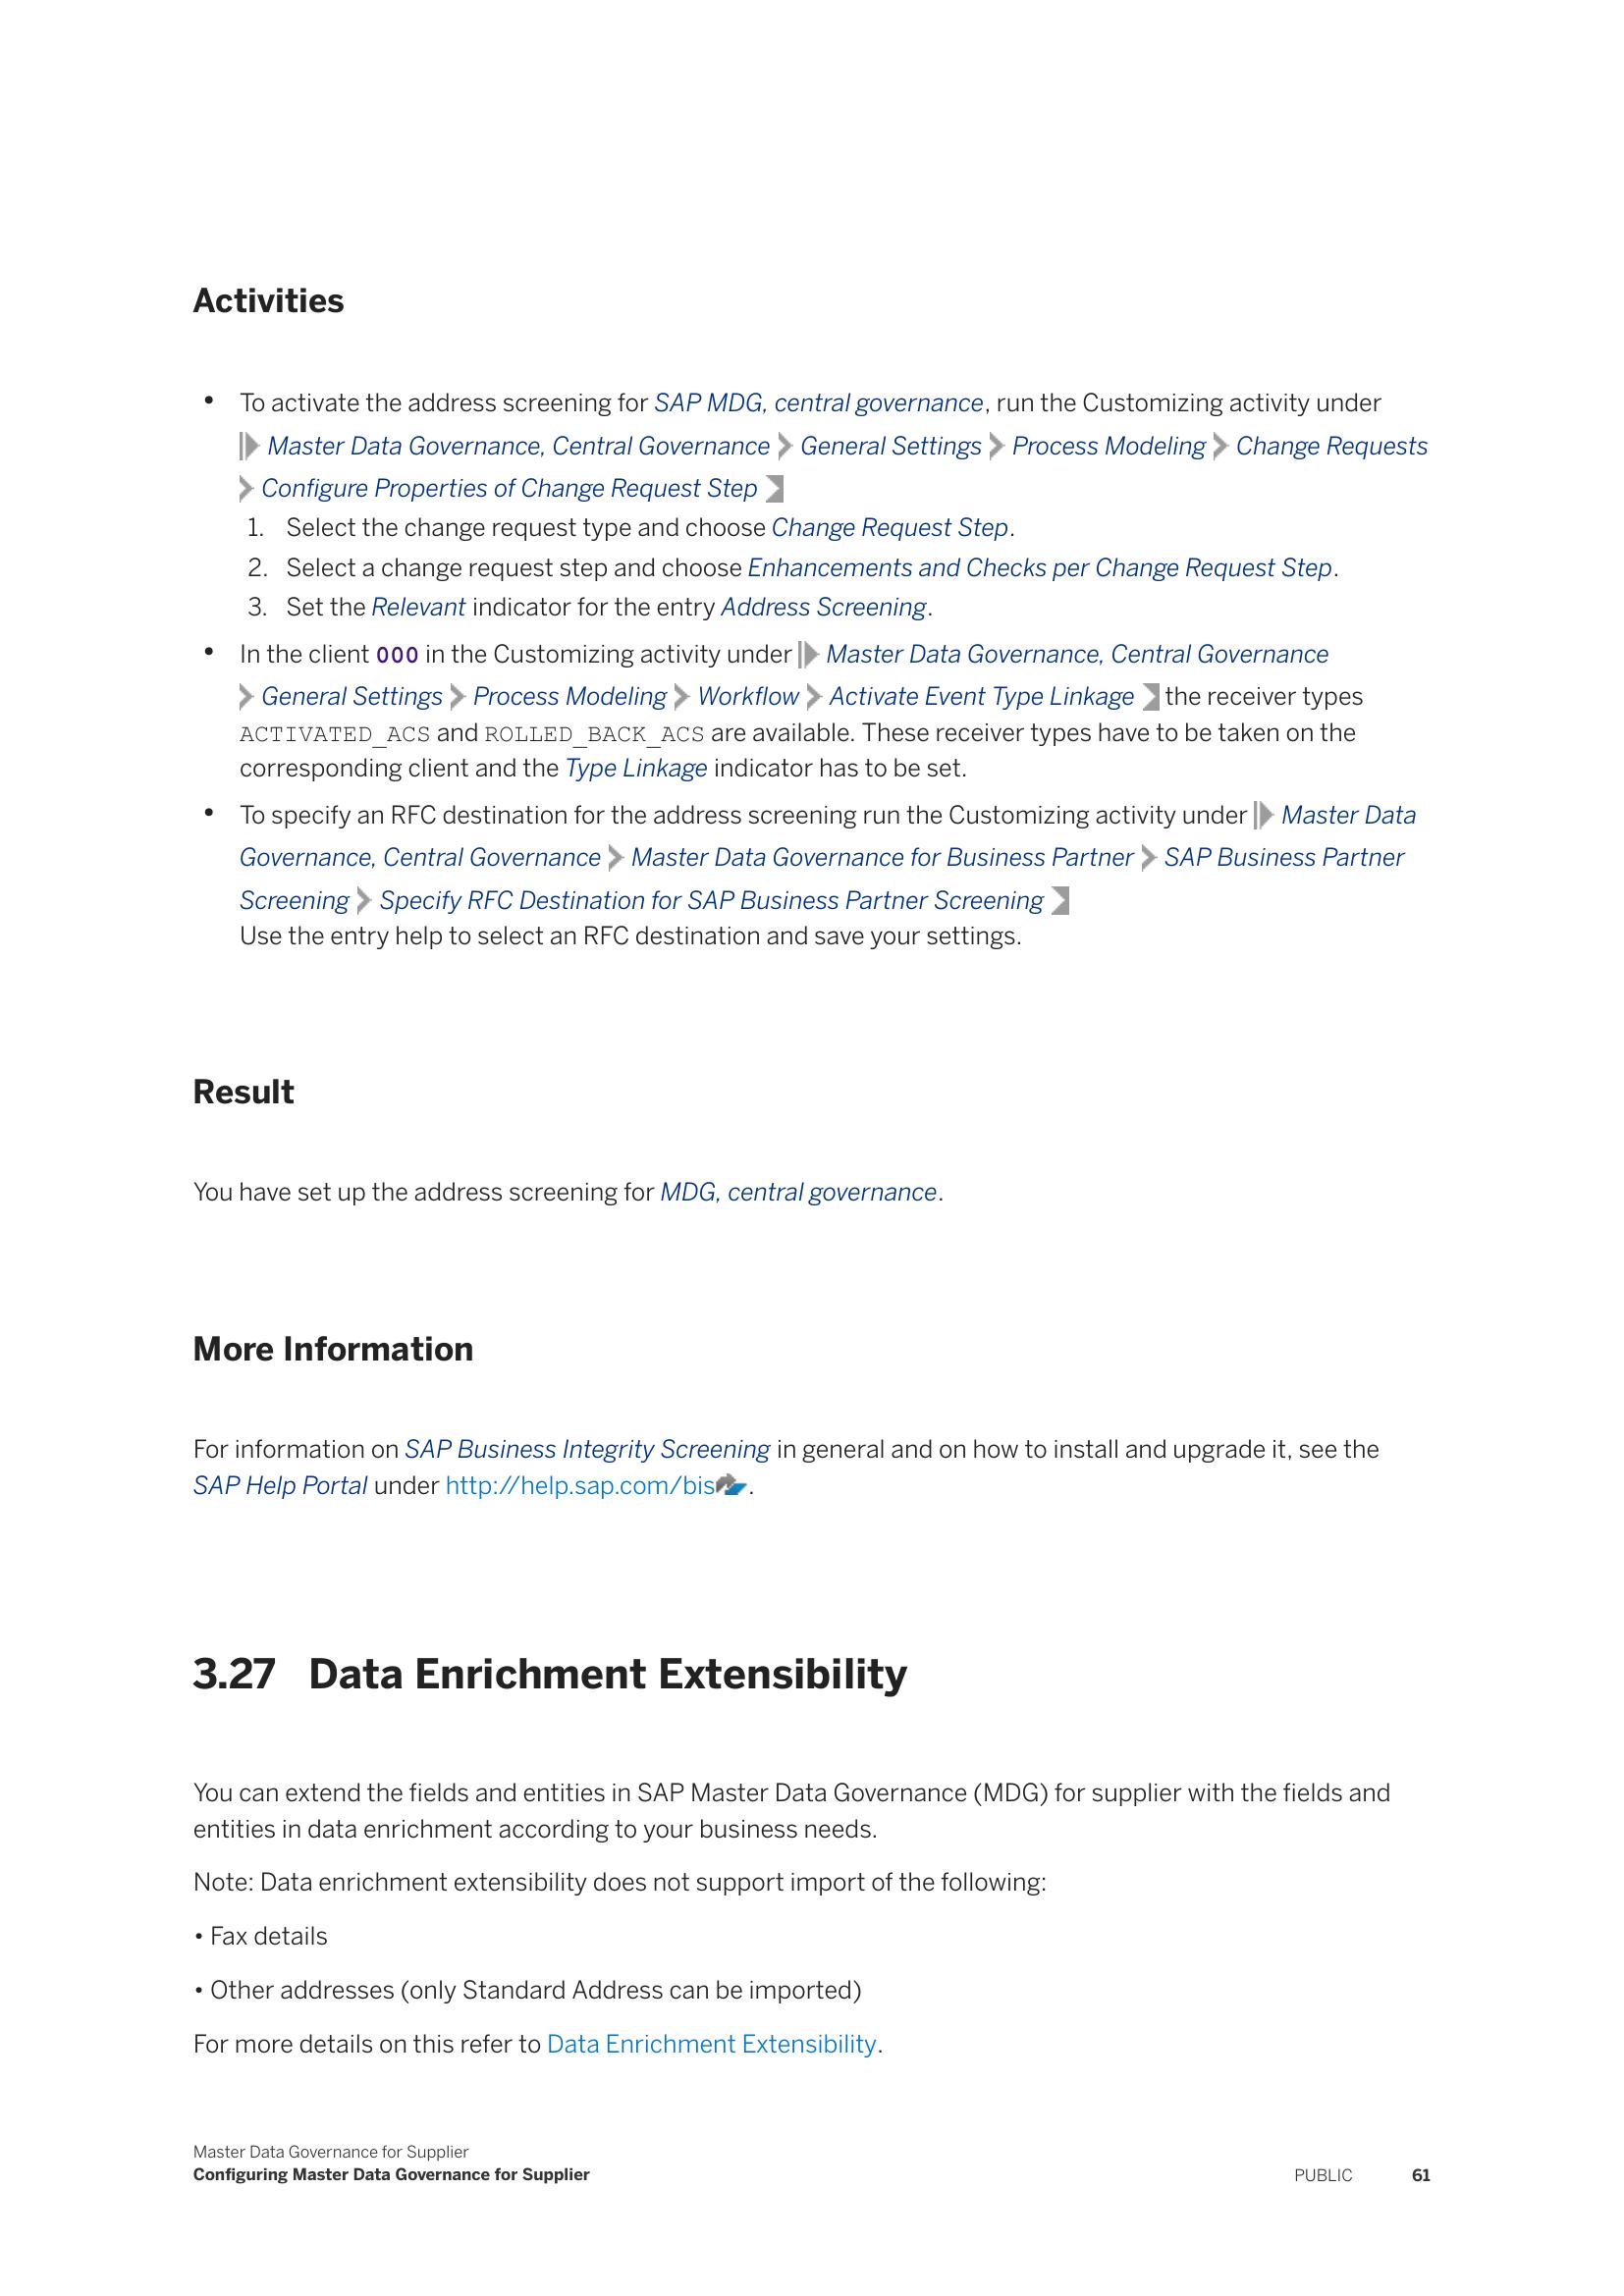 Activities
• To activate the address screening for SAP MDG, central governance, run the Customizing activity under
Master Data Governance, Central Governance > General Settings > Process Modeling > Change Requests
> Configure Properties of Change Request Step
1. Select the change request type and choose Change Request Step.
2. Select a change request step and choose Enhancements and Checks per Change Request Step.
3. Set the Relevant indicator for the entry Address Screening.
• In the client 000 in the Customizing activity under Master Data Governance, Central Governance
> General Settings > Process Modeling > Workflow > Activate Event Type Linkage the receiver types
ACTIVATED_ACS and ROLLED_BACK_ACS are available. These receiver types have to be taken on the
corresponding client and the Type Linkage indicator has to be set.
• To specify an RFC destination for the address screening run the Customizing activity under Master Data
Governance, Central Governance > Master Data Governance for Business Partner > SAP Business Partner
Screening > Specify RFC Destination for SAP Business Partner Screening
Use the entry help to select an RFC destination and save your settings.
Result
You have set up the address screening for MDG, central governance.
More Information
For information on SAP Business Integrity Screening in general and on how to install and upgrade it, see the
SAP Help Portal under http://help.sap.com/bis.
3.27 Data Enrichment Extensibility
You can extend the fields and entities in SAP Master Data Governance (MDG) for supplier with the fields and
entities in data enrichment according to your business needs.
Note: Data enrichment extensibility does not support import of the following:
• Fax details
• Other addresses (only Standard Address can be imported)
For more details on this refer to Data Enrichment Extensibility.
Master Data Governance for Supplier
Configuring Master Data Governance for Supplier PUBLIC 61